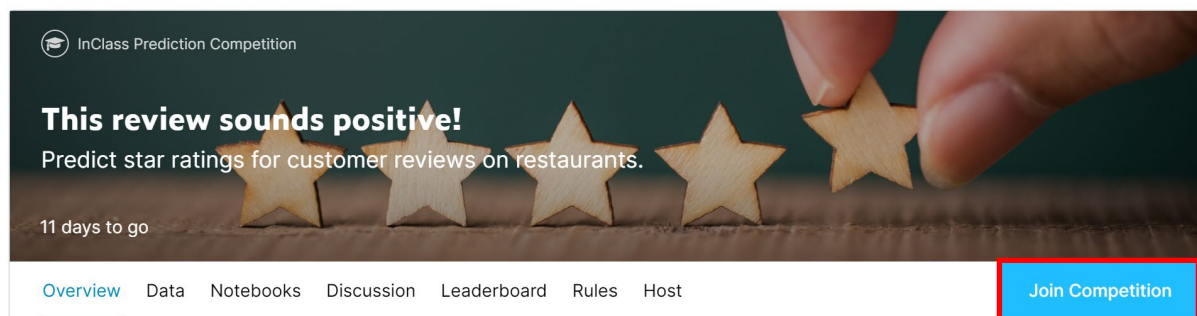 InClass Prediction Competition
This review sounds positive!
Predict star ratings for customer reviews on restaurants.
11 days to go
Overview Data Notebooks Discussion Leaderboard Rules Host Join Competition